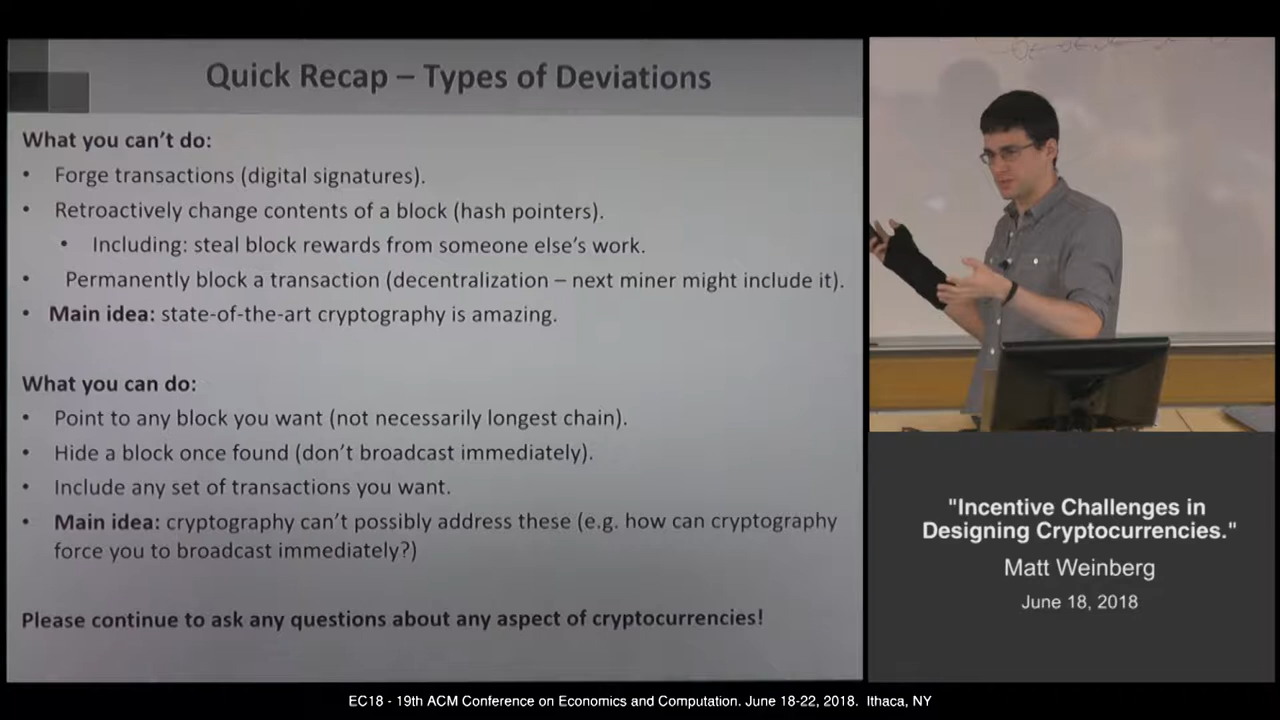 Quick Recap – Types of Deviations
What you can't do:
• Forge transactions (digital signatures).
• Retroactively change contents of a block (hash pointers).
• Including: steal block rewards from someone else's work.
• Permanently block a transaction (decentralization – next miner might include it).
• Main idea: state-of-the-art cryptography is amazing.
What you can do:
• Point to any block you want (not necessarily longest chain).
• Hide a block once found (don't broadcast immediately).
• Include any set of transactions you want.
• Main idea: cryptography can't possibly address these (e.g. how can cryptography
force you to broadcast immediately?)
Please continue to ask any questions about any aspect of cryptocurrencies!
"Incentive Challenges in
Designing Cryptocurrencies."
Matt Weinberg
June 18, 2018
EC18 - 19th ACM Conference on Economics and Computation. June 18-22, 2018. Ithaca, NY